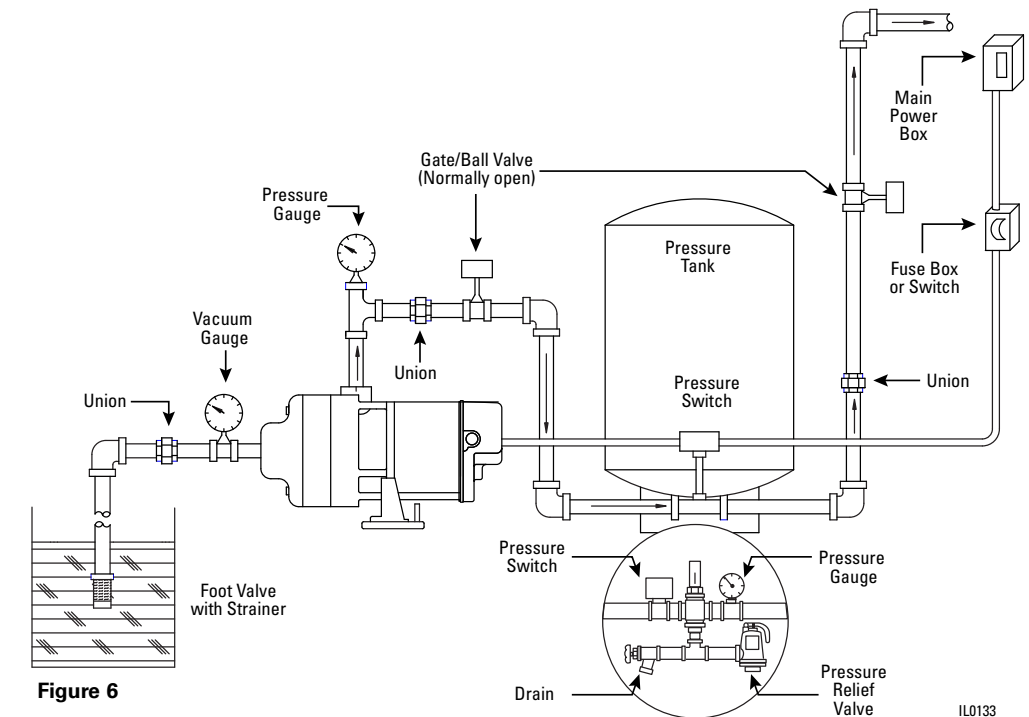 Main
Power
Box
Gate/Ball Valve
(Normally open)
Pressure
Gauge
Pressure
Tank
Fuse Box
or Switch
Vacuum
Gauge
Union
Union
Pressure
Switch
Union
Foot Valve
with Strainer
Pressure
Switch
Pressure
Gauge
Drain
Pressure
Relief
Valve
Figure 6
IL0133